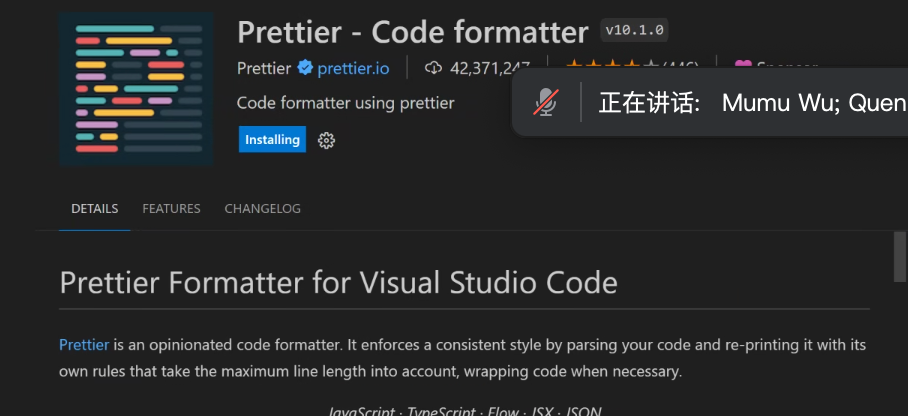 Prettier - Code formatter v10.1.0
Prettier prettier.io 42,371,247 (446) Sponsor
正在讲话: Mumu Wu; Quen
Code formatter using prettier
Installing
DETAILS FEATURES CHANGELOG
Prettier Formatter for Visual Studio Code
Prettier is an opinionated code formatter. It enforces a consistent style by parsing your code and re-printing it with its
own rules that take the maximum line length into account, wrapping code when necessary.
JavaScript · TypeScript · Flow · JSX · JSON